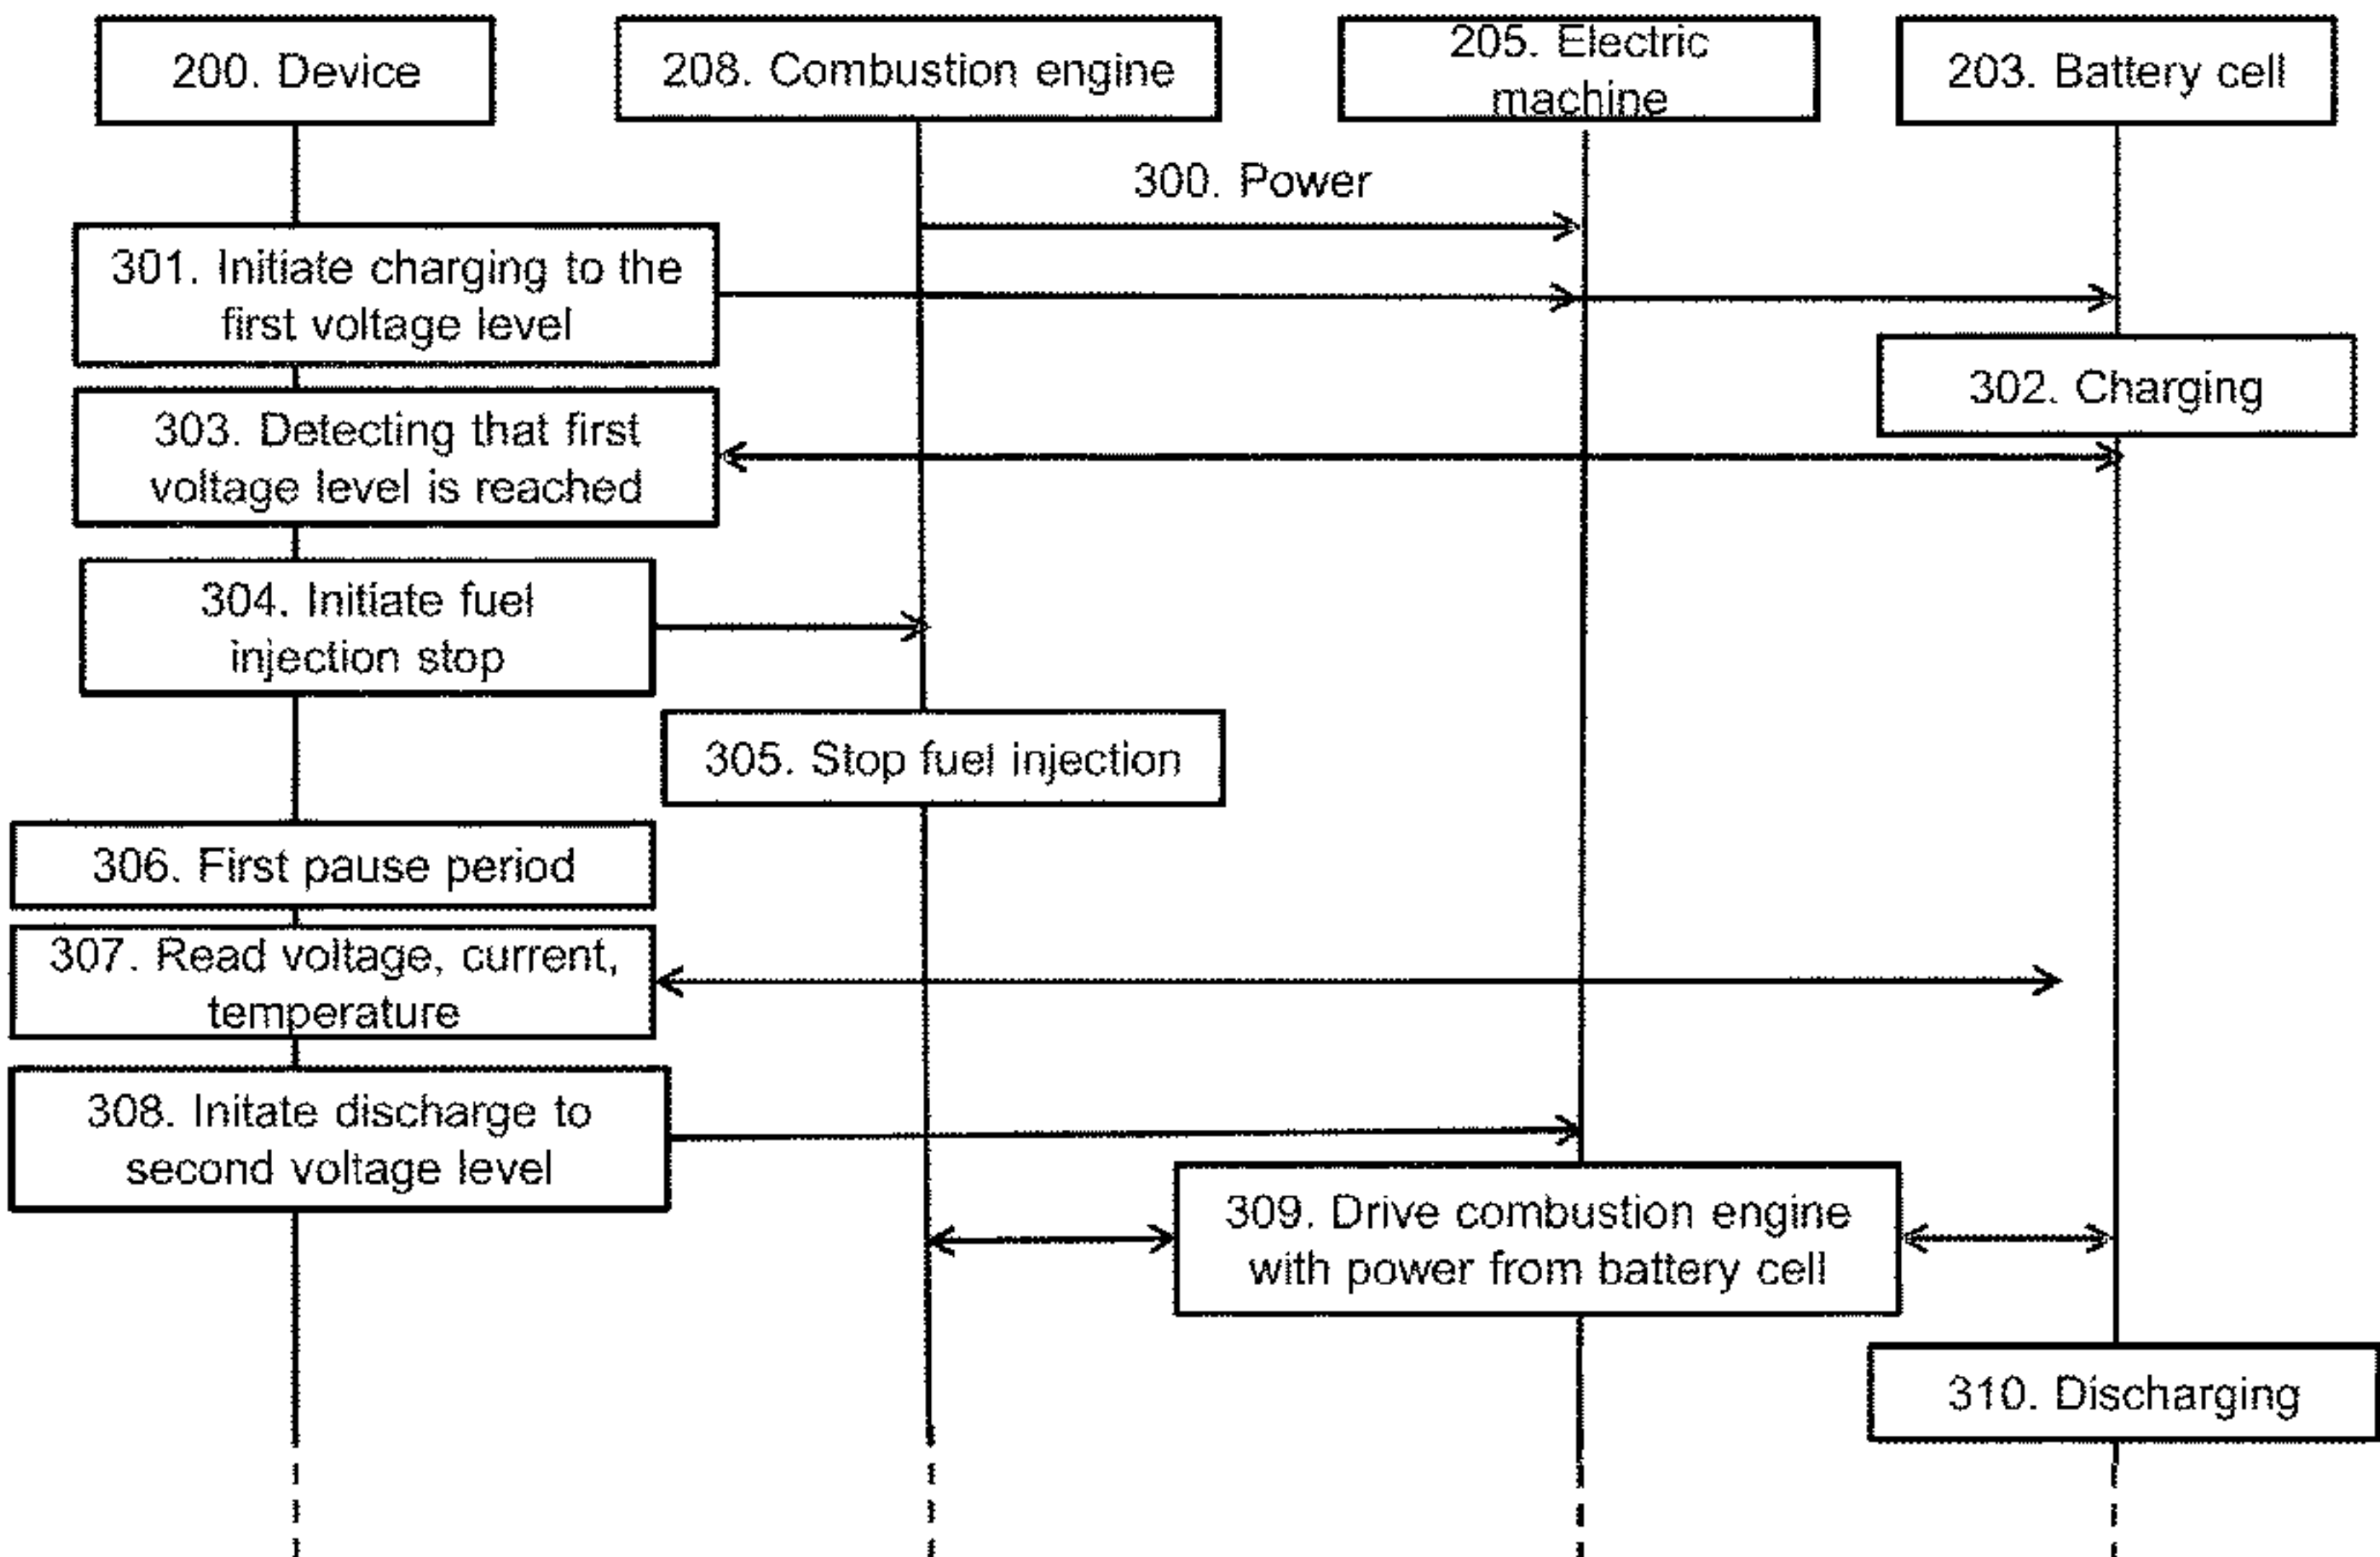 200. Device
208. Combustion engine
205. Electric
machine
203. Battery cell
300. Power
301. Initiate charging to the
first voltage level
302. Charging
303. Detecting that first
voltage level is reached
304. Initiate fuel
injection stop
305. Stop fuel injection
306. First pause period
307. Read voltage, current,
temperature
308. Initate discharge to
second voltage level
309. Drive combustion engine
with power from battery cell
310. Discharging